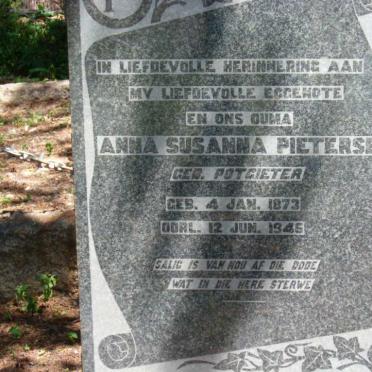 IN LIEFDEVOLLE HERINNERING AAN
MY LIEFDEVOLLE EGGENOTE
EN ONS OUMA
ANNA SUSANNA PIETERSE
GEB. POTGIETER
GEB. 4 JAN. 1873
OORL. 12 JUN. 1945
SALIG IS VAN NOU AF DIE DODE
WAT IN DIE HERE STERWE